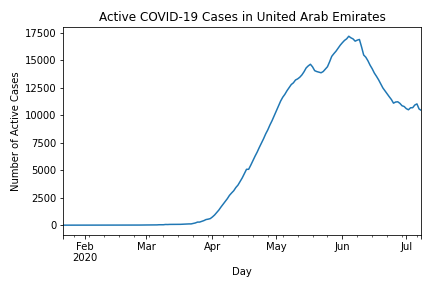 Active COVID-19 Cases in United Arab Emirates
Number of Active Cases
17500
15000
12500
10000
7500
5000
2500
0
Feb Mar Apr May Jun Jul
2020
Day